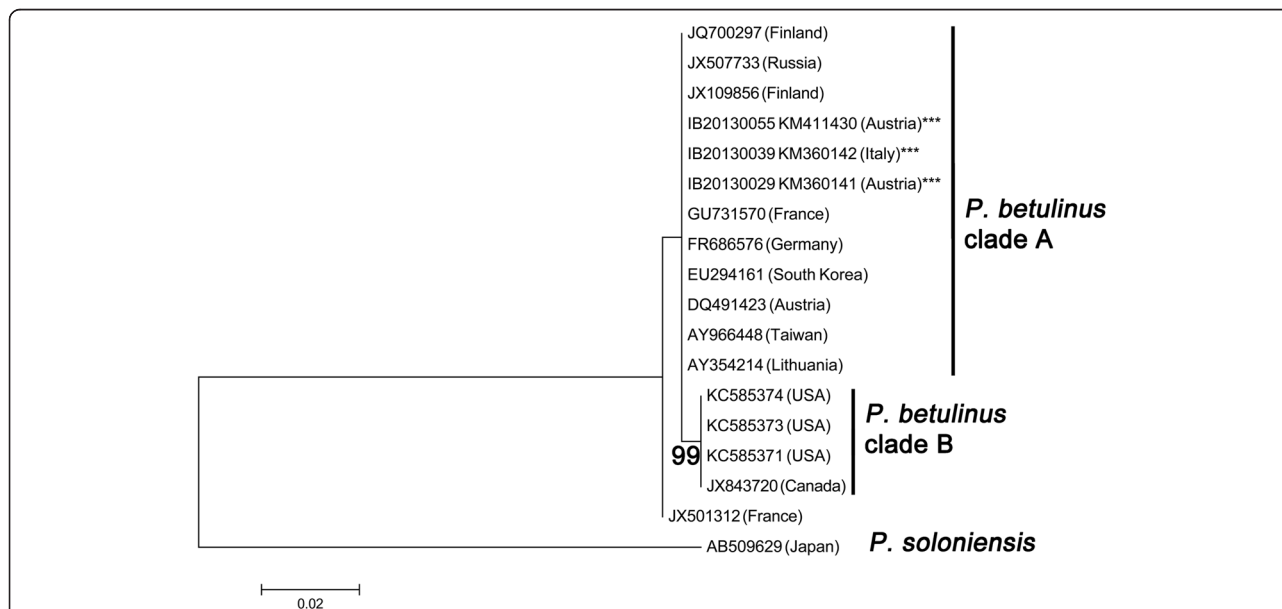 JQ700297 (Finland)
JX507733 (Russia)
JX109856 (Finland)
IB20130055 KM411430 (Austria)***
IB20130039 KM360142 (Italy)***
IB20130029 KM360141 (Austria)***
GU731570 (France)
FR686576 (Germany)
EU294161 (South Korea)
DQ491423 (Austria)
AY966448 (Taiwan)
AY354214 (Lithuania)
P. betulinus
clade A
KC585374 (USA)
KC585373 (USA)
KC585371 (USA)
JX843720 (Canada)
99
P. betulinus
clade B
JX501312 (France)
AB509629 (Japan)
P. soloniensis
0.02